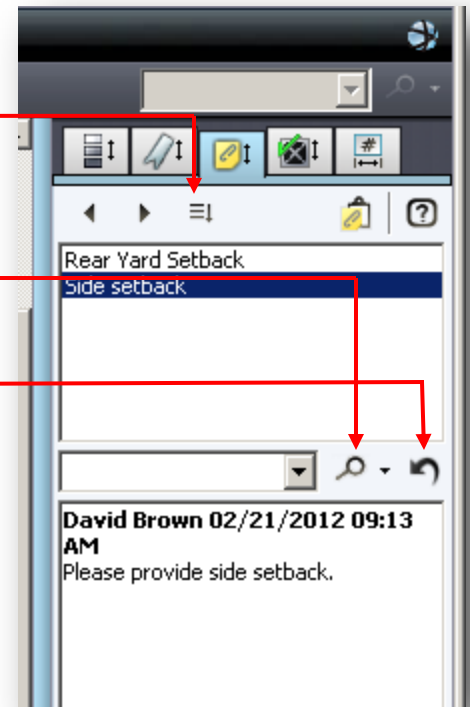 #
?
Rear Yard Setback
Side setback
David Brown 02/21/2012 09:13
AM
Please provide side setback.